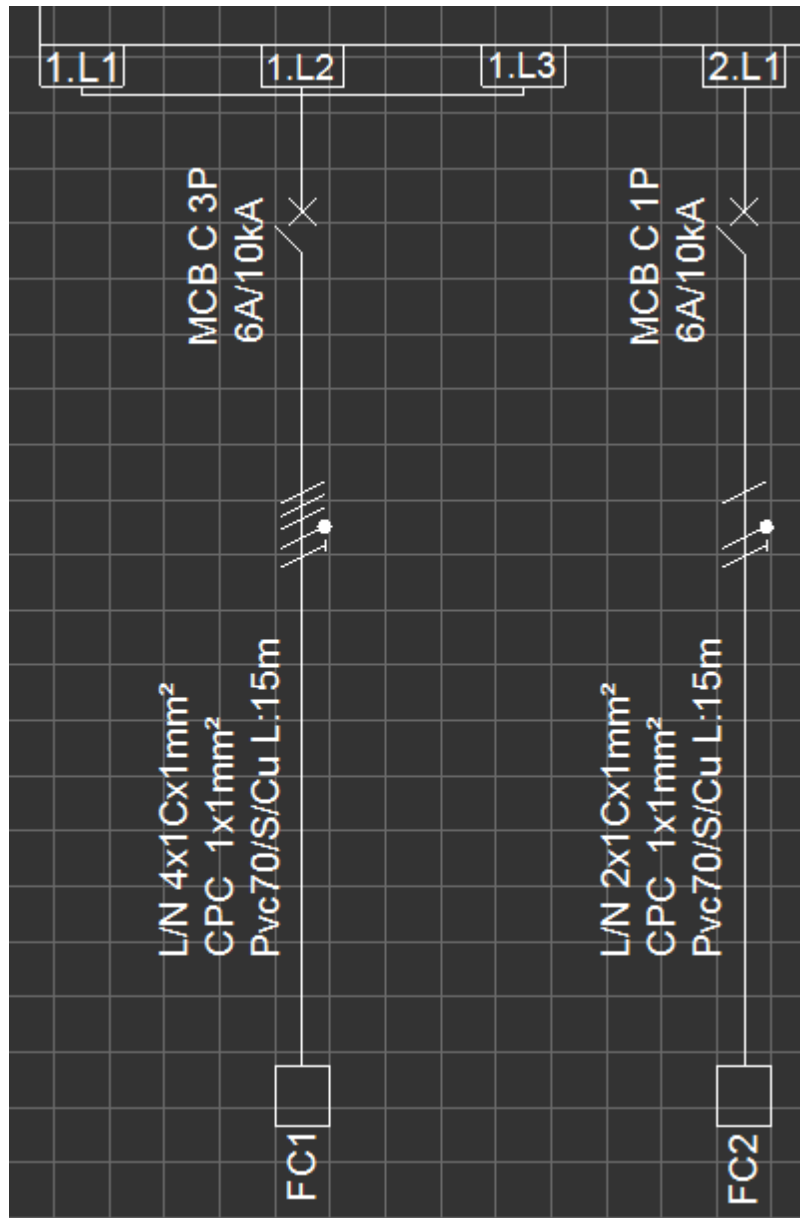 1.L1
1.L2
1.L3
2.L1
MCB C 3P
6A/10kA
MCB C 1P
6A/10kA
L/N 4x1Cx1mm²
CPC 1x1mm²
Pvc70/S/Cu L:15m
L/N 2x1Cx1mm²
CPC 1x1mm²
Pvc70/S/Cu L:15m
FC1
FC2